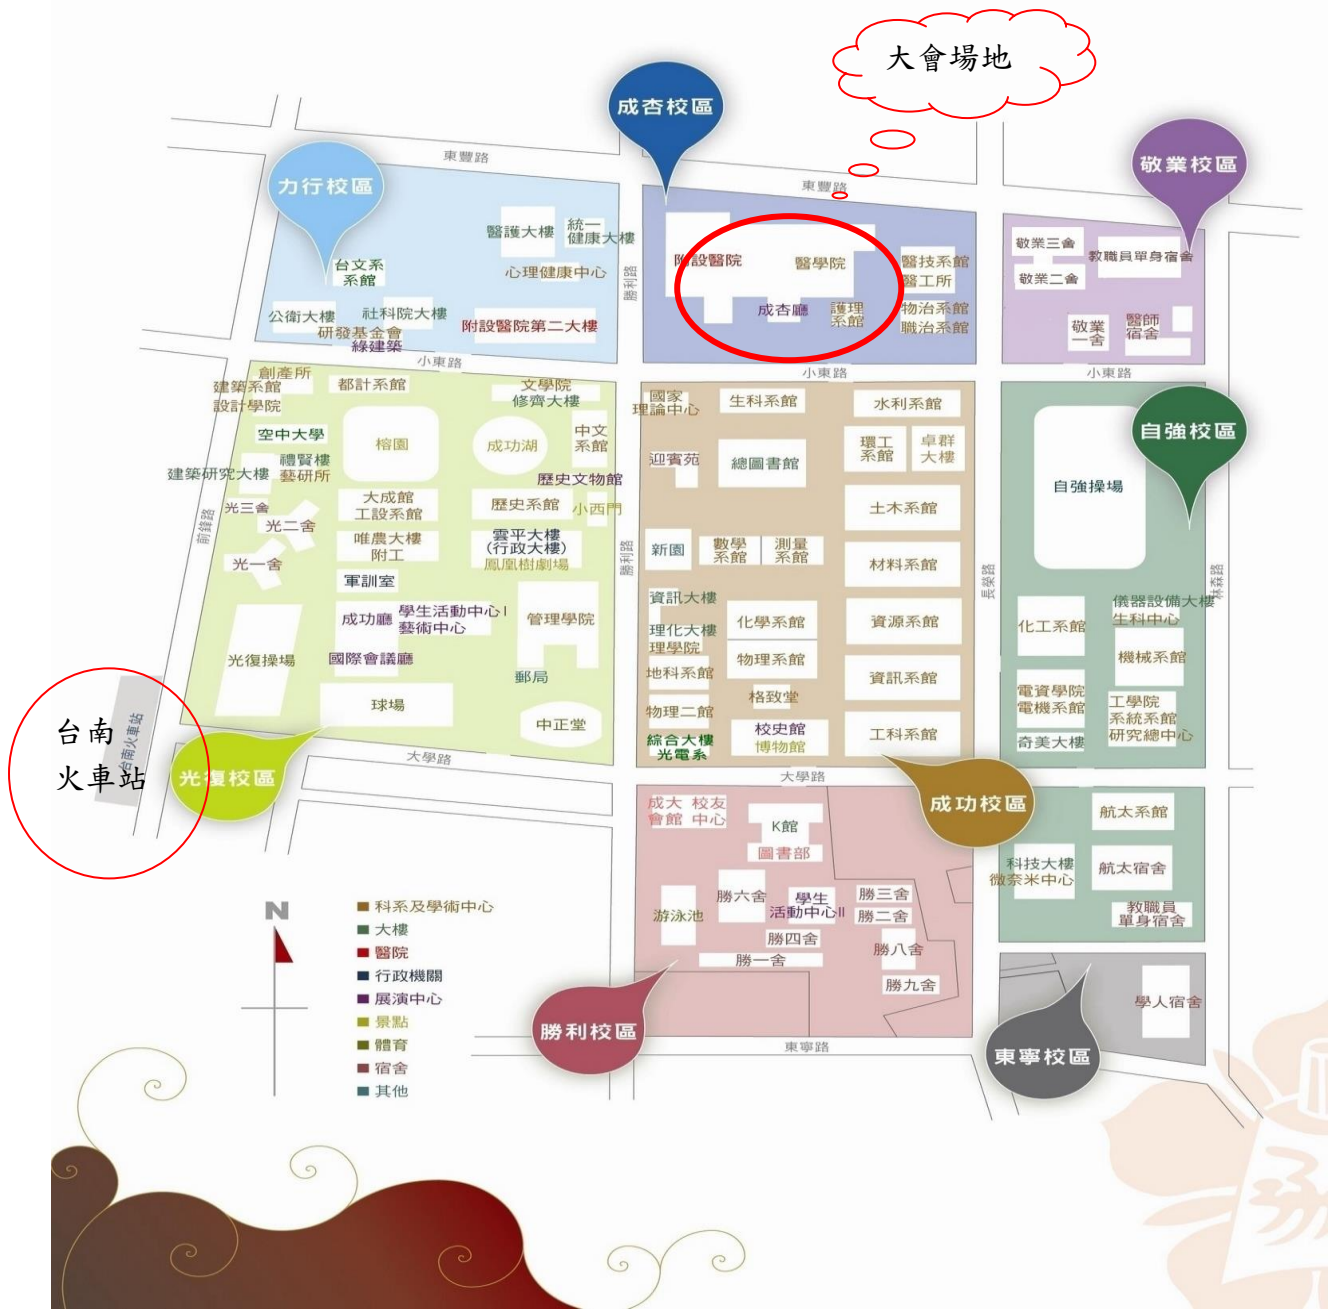 大會場地
成杏校區
力行校區
敬業校區
東豐路
東豐路
醫護大樓
統一
健康大樓
台文系
系館
心理健康中心
公衛大樓
社科院大樓
研發基金會
綠建築
附設醫院第二大樓
勝利路
附設醫院
醫學院
成杏廳
護理
系館
醫技系館
醫工所
物治系館
職治系館
敬業三舍
教職員單身宿舍
敬業二舍
敬業
一舍
醫師
宿舍
小東路
小東路
小東路
創產所
建築系館
設計學院
都計系館
文學院
修齊大樓
空中大學
榕園
成功湖
中文
系館
建築研究大樓
禮賢樓
藝研所
歷史文物館
光三舍
光二舍
大成館
工設系館
歷史系館
小西門
光一舍
唯農大樓
附工
雲平大樓
(行政大樓)
鳳凰樹劇場
軍訓室
成功廳
學生活動中心I
藝術中心
管理學院
光復操場
國際會議廳
郵局
球場
中正堂
前鋒路
勝利路
國家
理論中心
生科系館
水利系館
迎賓苑
總圖書館
環工
系館
卓群
大樓
土木系館
新園
數學
系館
測量
系館
材料系館
資訊大樓
理化大樓
理學院
化學系館
資源系館
地科系館
物理系館
資訊系館
物理二館
格致堂
綜合大樓
光電系
校史館
博物館
工科系館
長榮路
自強校區
自強操場
林森路
化工系館
儀器設備大樓
生科中心
機械系館
電資學院
電機系館
工學院
系統系館
研究總中心
奇美大樓
台南
火車站
台南火車站
光復校區
大學路
大學路
成功校區
成大
會館
校友
中心
K館
圖書部
游泳池
勝六舍
學生
活動中心II
勝三舍
勝二舍
勝四舍
勝一舍
勝八舍
勝九舍
航太系館
科技大樓
微奈米中心
航太宿舍
教職員
單身宿舍
學人宿舍
勝利校區
東寧路
東寧校區
N
科系及學術中心
大樓
醫院
行政機關
展演中心
景點
體育
宿舍
其他